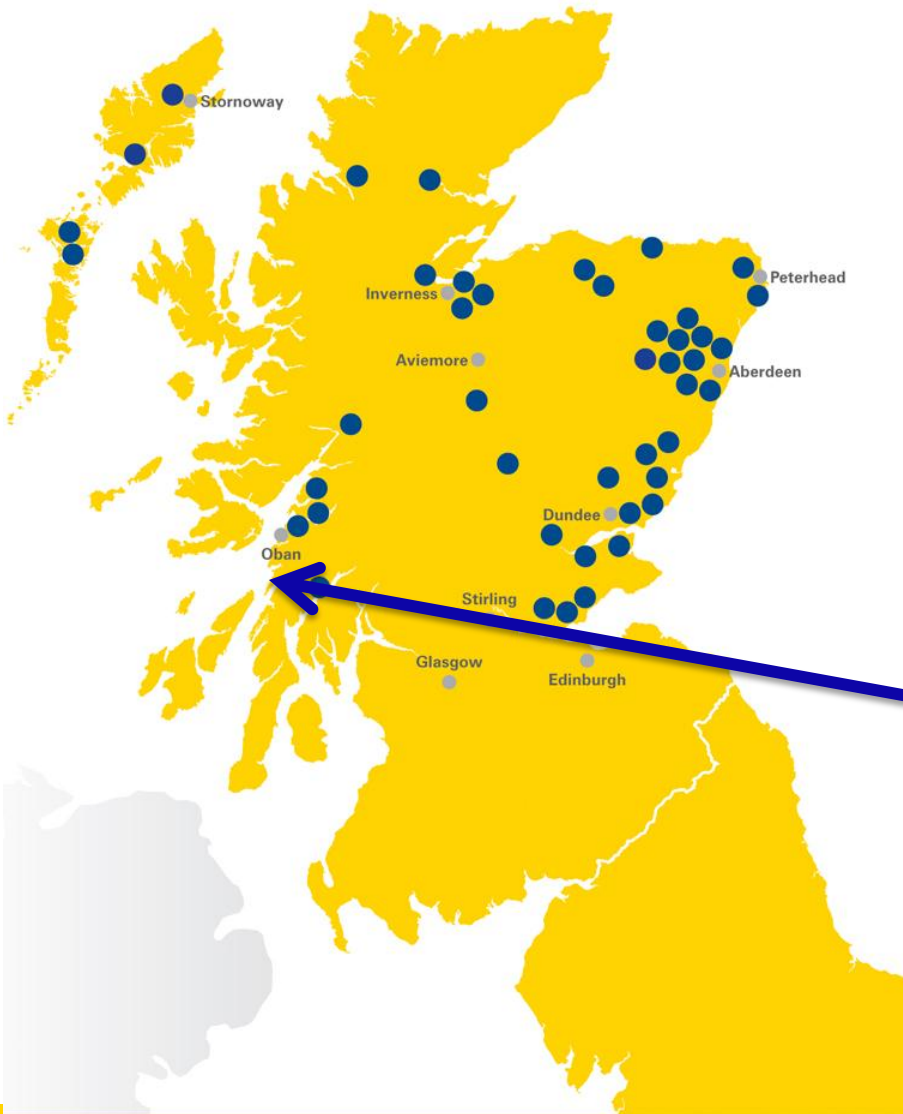 Stornoway
Peterhead
Inverness
Aviemore
Aberdeen
Dundee
Oban
Stirling
Glasgow
Edinburgh